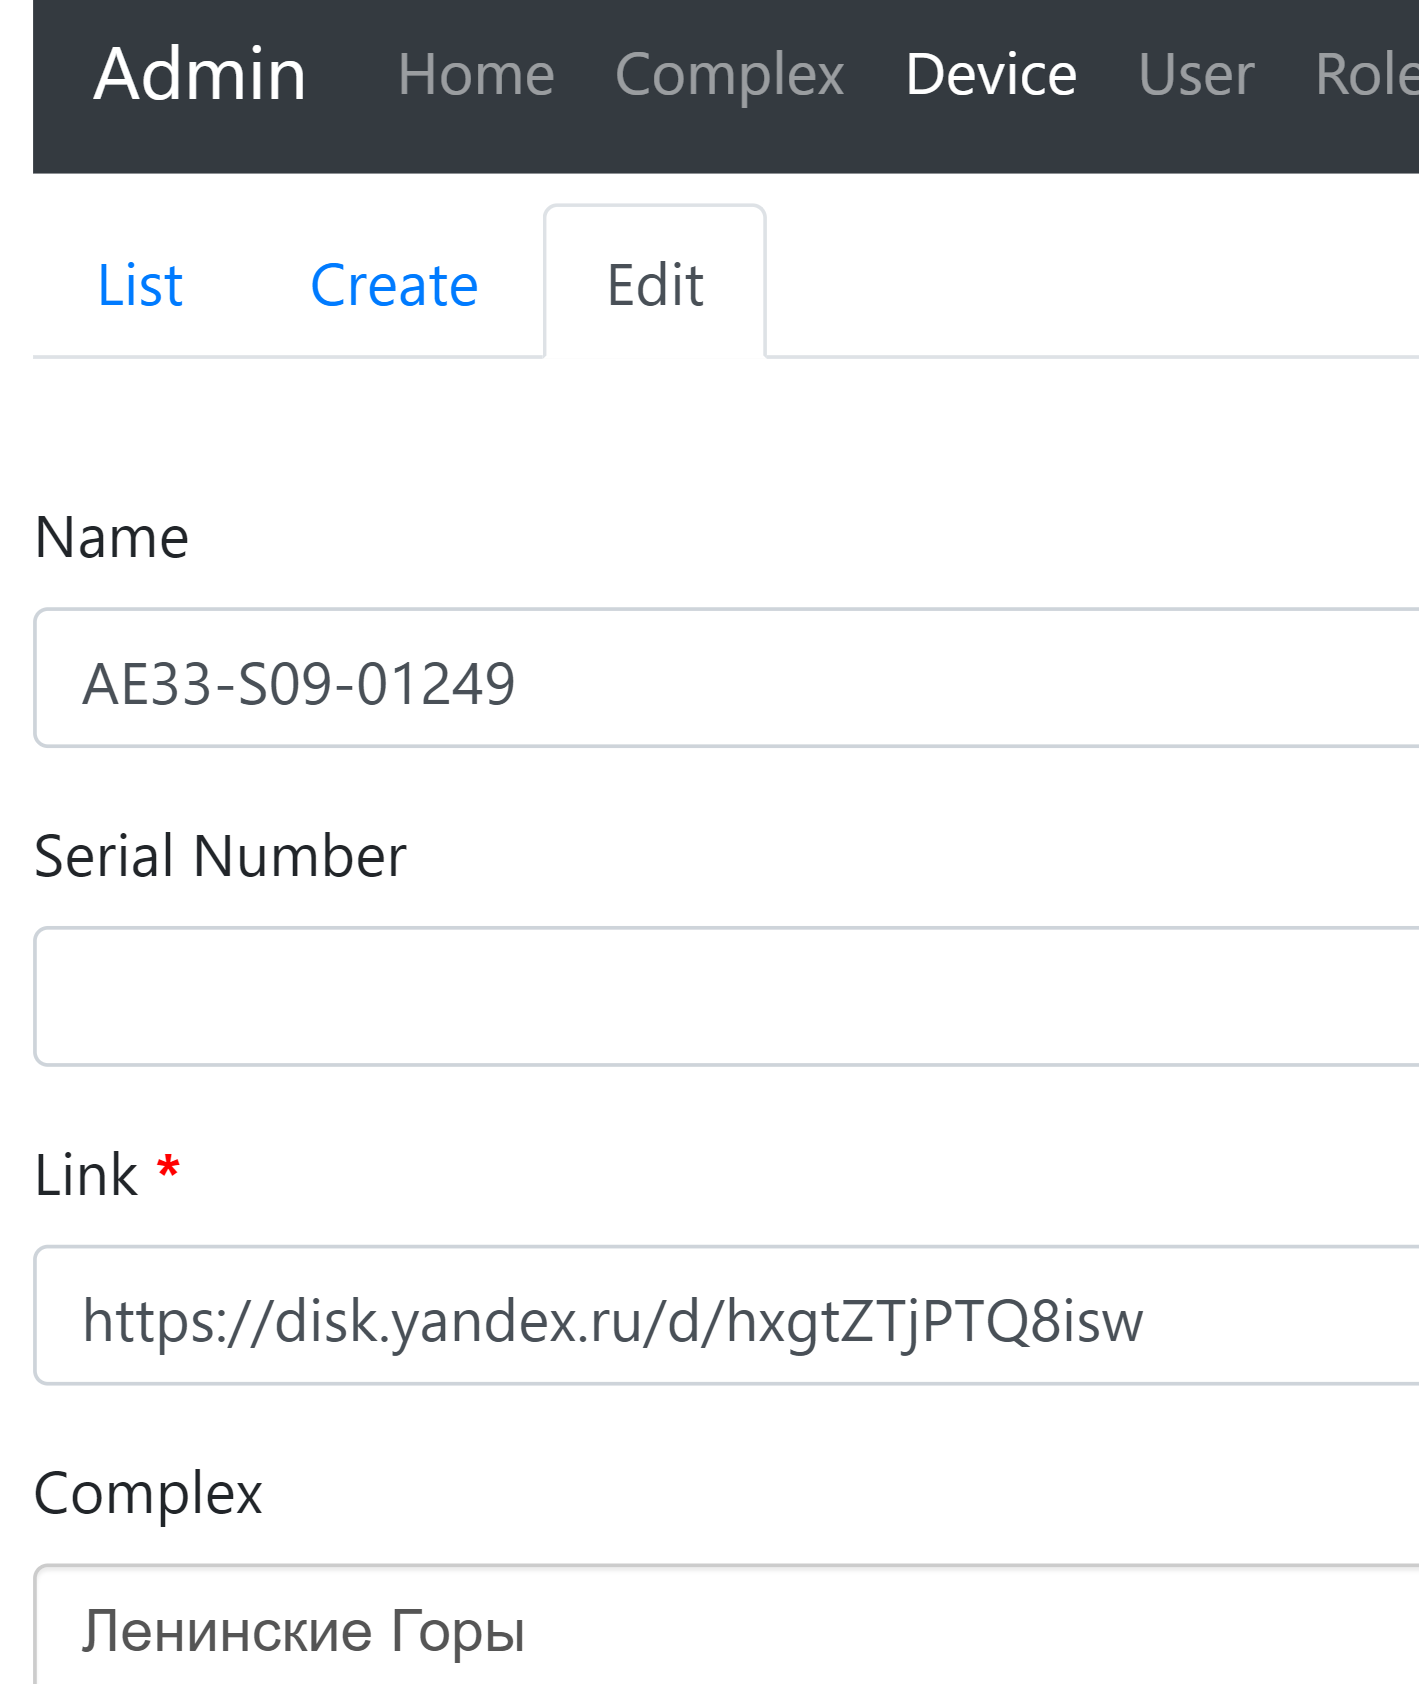 Admin Home Complex Device User Role
List Create Edit
Name
AE33-S09-01249
Serial Number
Link *
https://disk.yandex.ru/d/hxgtZTjPTQ8isw
Complex
Ленинские Горы